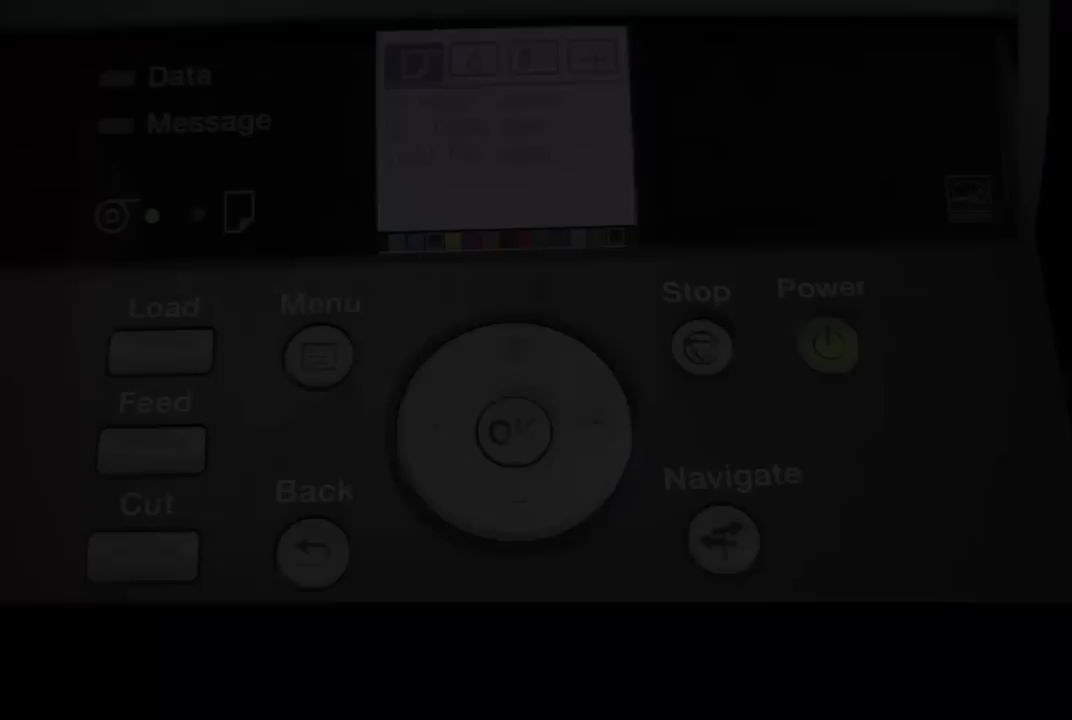 Data
Message
Load
Menu
Stop
Power
Feed
OK
Back
Navigate
Cut